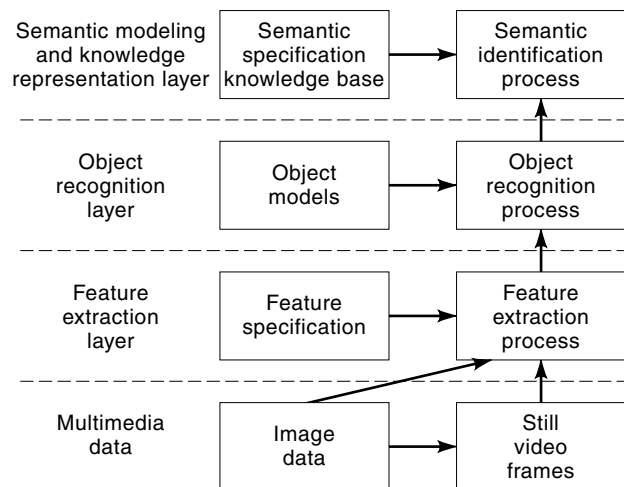 Semantic modeling
and knowledge
representation layer
Semantic
specification
knowledge base
Semantic
identification
process
Object
recognition
layer
Object
models
Object
recognition
process
Feature
extraction
layer
Feature
specification
Feature
extraction
process
Multimedia
data
Image
data
Still
video
frames